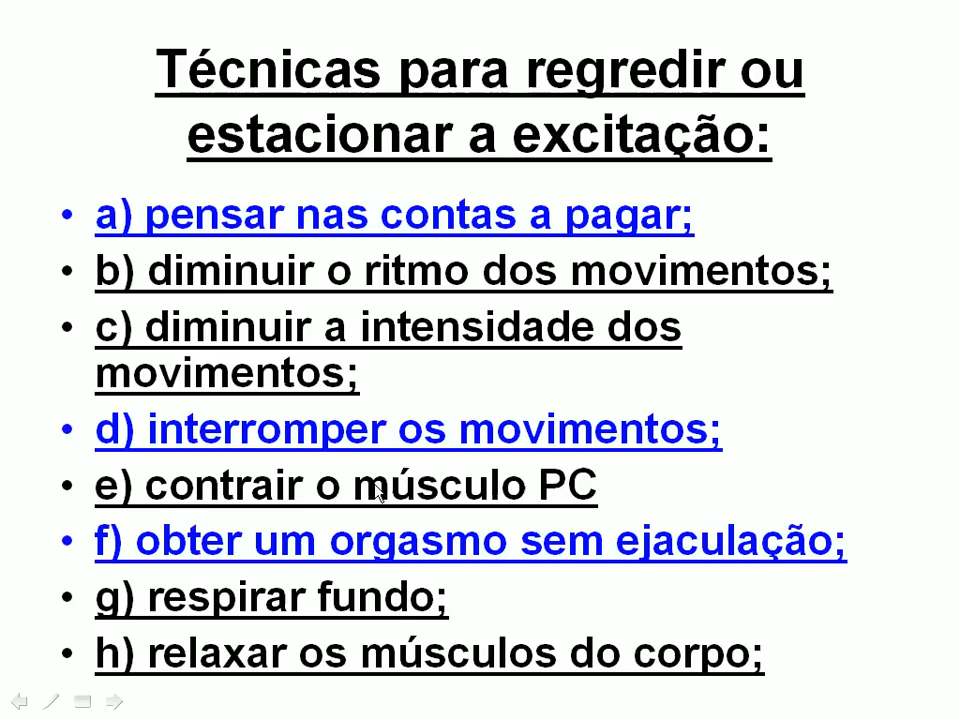 Técnicas para regredir ou
estacionar a excitação:
• a) pensar nas contas a pagar;
• b) diminuir o ritmo dos movimentos;
• c) diminuir a intensidade dos
movimentos;
• d) interromper os movimentos;
• e) contrair o músculo PC
• f) obter um orgasmo sem ejaculação;
• g) respirar fundo;
• h) relaxar os músculos do corpo;